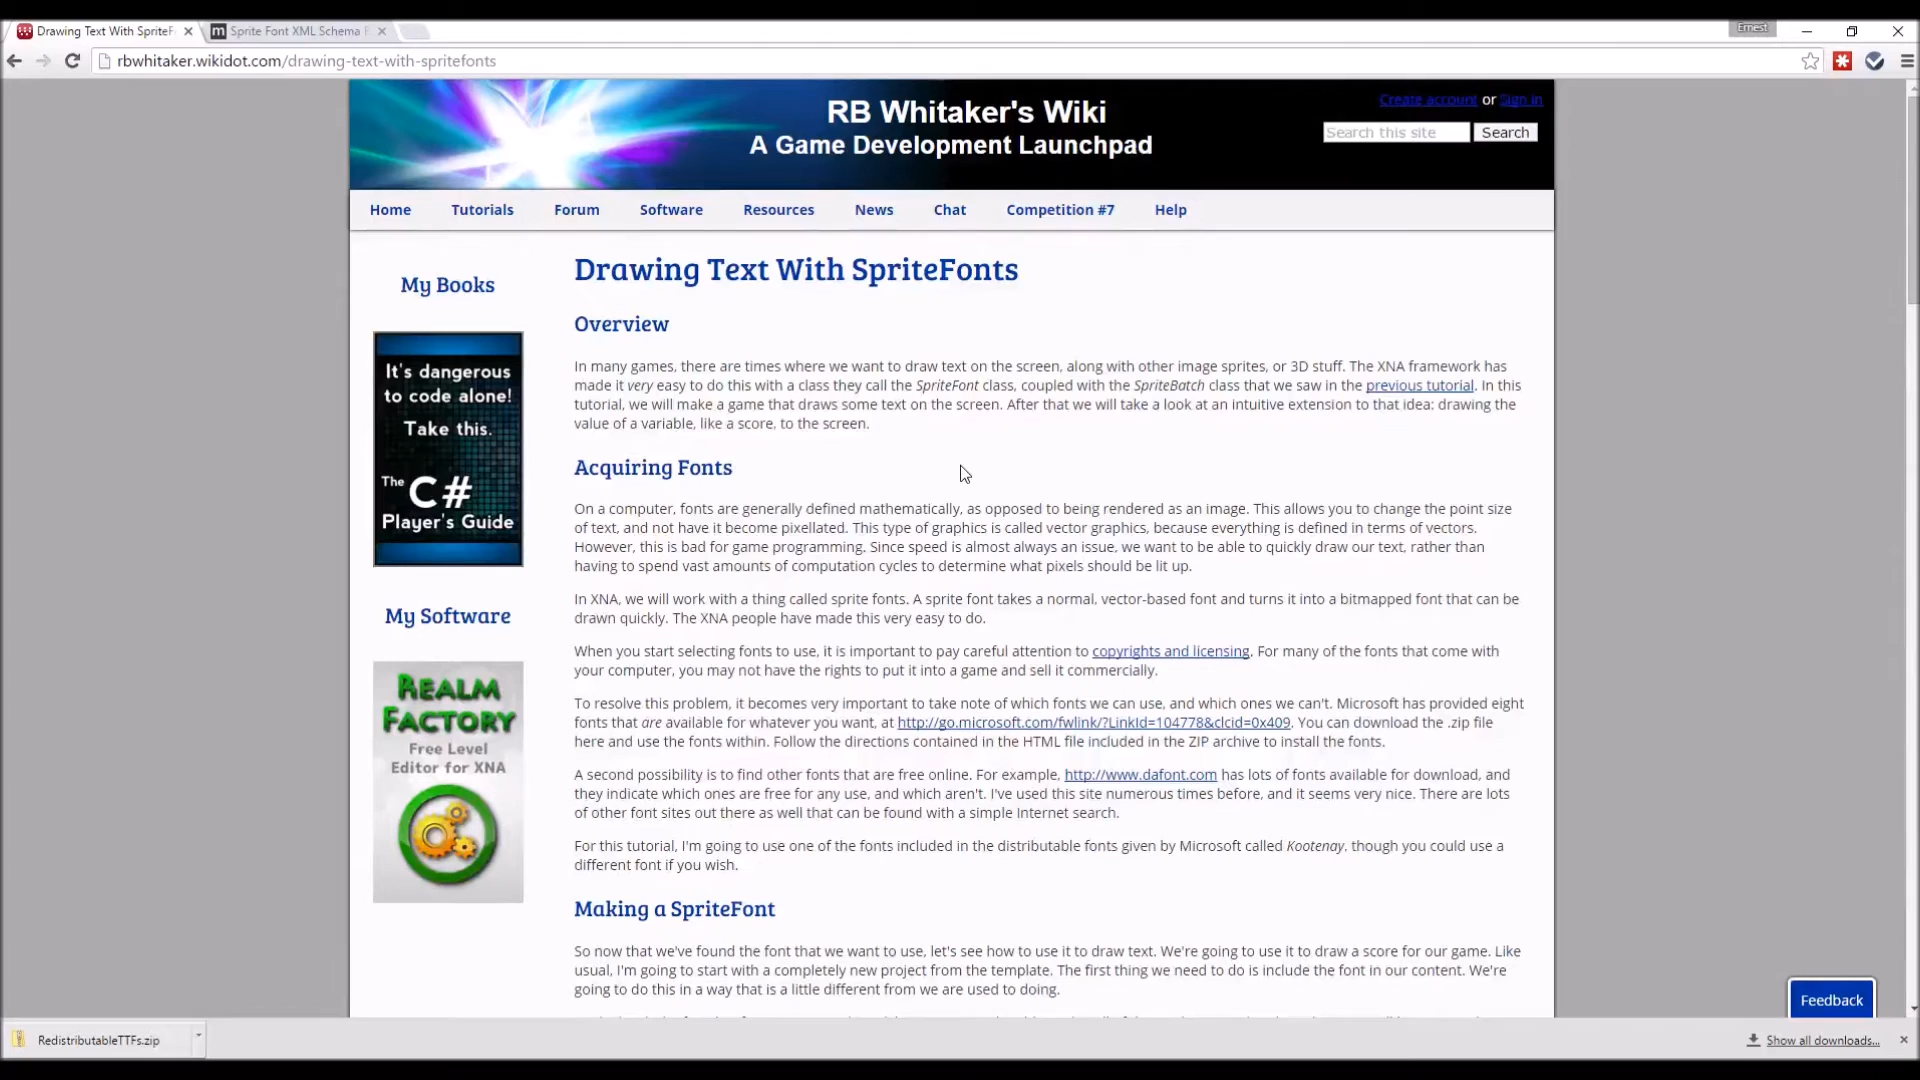 Drawing Text With SpriteF
Sprite Font XML Schema
Ernest
rbwhitaker.wikidot.com/drawing-text-with-spritefonts
RB Whitaker's Wiki
A Game Development Launchpad
Create account or Sign in
Search this site
Search
Home
Tutorials
Forum
Software
Resources
News
Chat
Competition #7
Help
My Books
It's dangerous
to code alone!
Take this.
The C#
Player's Guide
My Software
REALM
FACTORY
Free Level
Editor for XNA
Drawing Text With SpriteFonts
Overview
In many games, there are times where we want to draw text on the screen, along with other image sprites, or 3D stuff. The XNA framework has
made it very easy to do this with a class they call the SpriteFont class, coupled with the SpriteBatch class that we saw in the previous tutorial. In this
tutorial, we will make a game that draws some text on the screen. After that we will take a look at an intuitive extension to that idea: drawing the
value of a variable, like a score, to the screen.
Acquiring Fonts
On a computer, fonts are generally defined mathematically, as opposed to being rendered as an image. This allows you to change the point size
of text, and not have it become pixellated. This type of graphics is called vector graphics, because everything is defined in terms of vectors.
However, this is bad for game programming. Since speed is almost always an issue, we want to be able to quickly draw our text, rather than
having to spend vast amounts of computation cycles to determine what pixels should be lit up.
In XNA, we will work with a thing called sprite fonts. A sprite font takes a normal, vector-based font and turns it into a bitmapped font that can be
drawn quickly. The XNA people have made this very easy to do.
When you start selecting fonts to use, it is important to pay careful attention to copyrights and licensing. For many of the fonts that come with
your computer, you may not have the rights to put it into a game and sell it commercially.
To resolve this problem, it becomes very important to take note of which fonts we can use, and which ones we can't. Microsoft has provided eight
fonts that are available for whatever you want, at http://go.microsoft.com/fwlink/?LinkId=104778&clcid=0x409. You can download the .zip file
here and use the fonts within. Follow the directions contained in the HTML file included in the ZIP archive to install the fonts.
A second possibility is to find other fonts that are free online. For example, http://www.dafont.com has lots of fonts available for download, and
they indicate which ones are free for any use, and which aren't. I've used this site numerous times before, and it seems very nice. There are lots
of other font sites out there as well that can be found with a simple Internet search.
For this tutorial, I'm going to use one of the fonts included in the distributable fonts given by Microsoft called Kootenay, though you could use a
different font if you wish.
Making a SpriteFont
So now that we've found the font that we want to use, let's see how to use it to draw text. We're going to use it to draw a score for our game. Like
usual, I'm going to start with a completely new project from the template. The first thing we need to do is include the font in our content. We're
going to do this in a way that is a little different from we are used to doing.
Feedback
RedistributableTTFs.zip
Show all downloads...